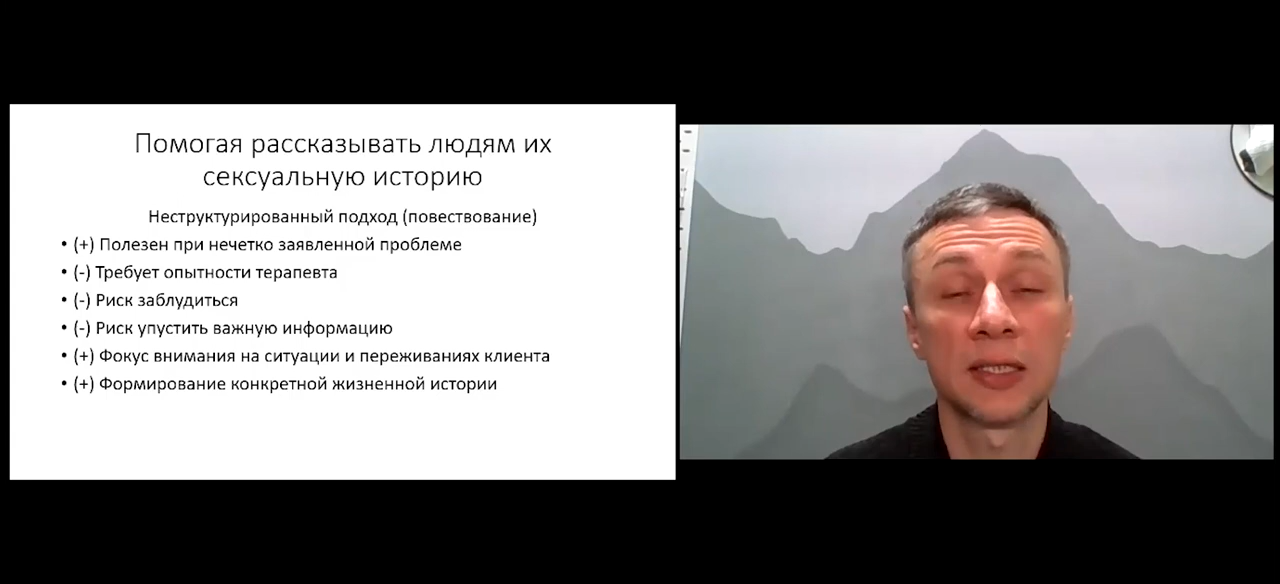 Помогая рассказывать людям их
сексуальную историю
Неструктурированный подход (повествование)
• (+) Полезен при нечетко заявленной проблеме
• (-) Требует опытности терапевта
• (-) Риск заблудиться
• (-) Риск упустить важную информацию
• (+) Фокус внимания на ситуации и переживаниях клиента
• (+) Формирование конкретной жизненной истории